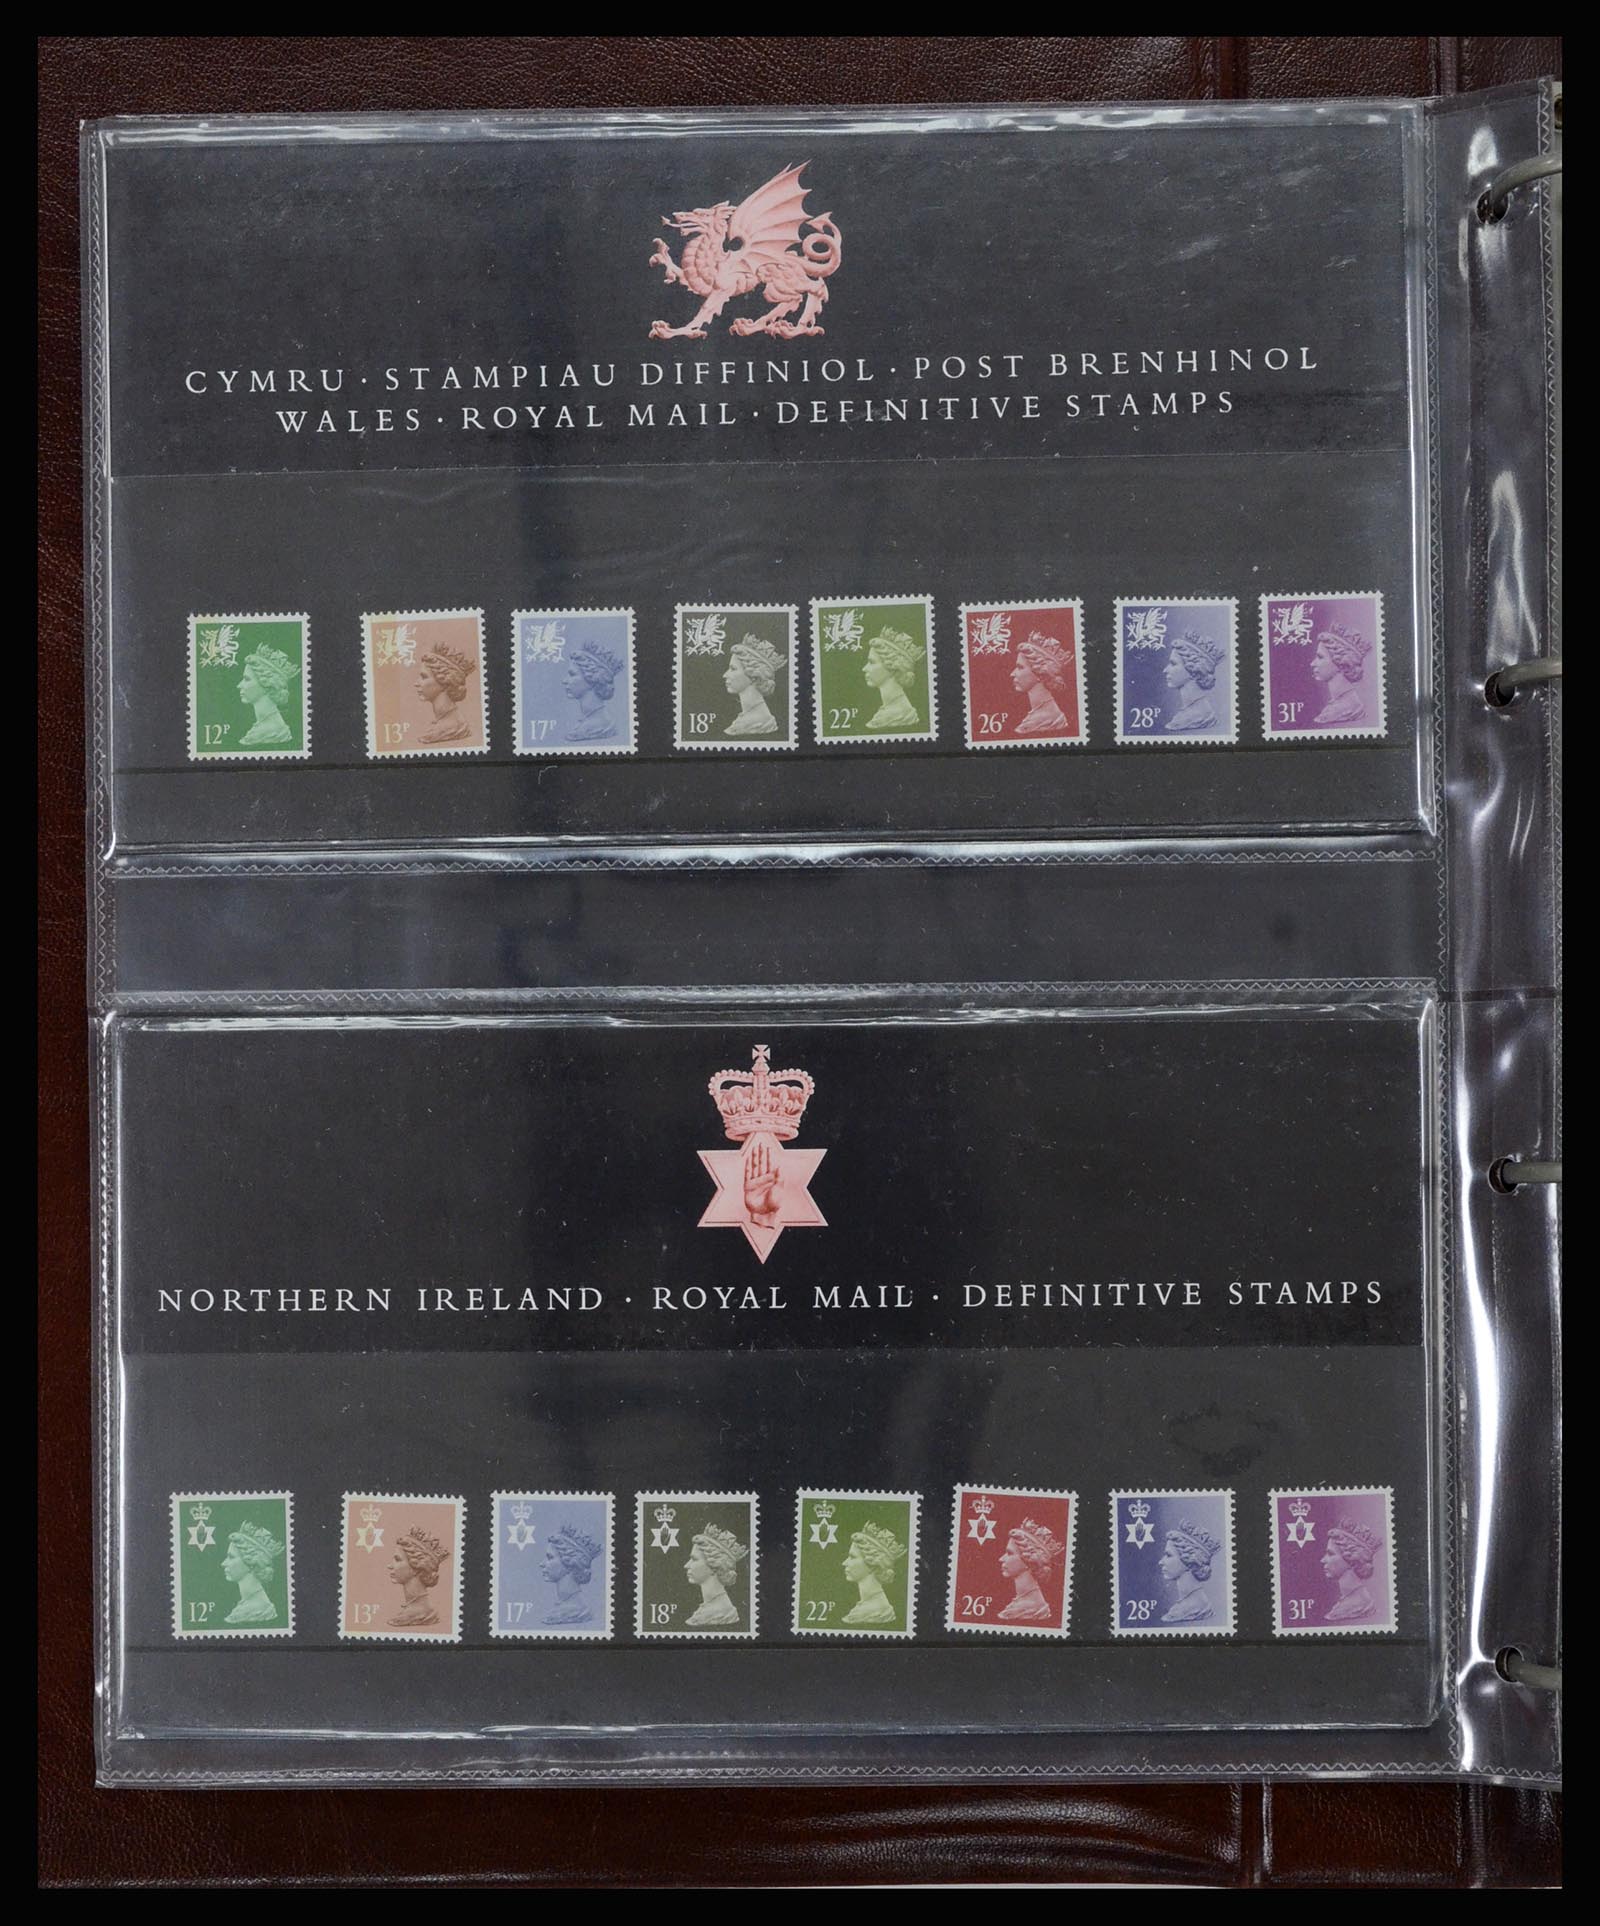 CYMRU · STAMPIAU DIFFINIOL · POST BRENHINOL
WALES · ROYAL MAIL · DEFINITIVE STAMPS
12P 13P 17P 18P 22P 26P 28P 31P
NORTHERN IRELAND · ROYAL MAIL · DEFINITIVE STAMPS
12P 13P 17P 18P 22P 26P 28P 31P